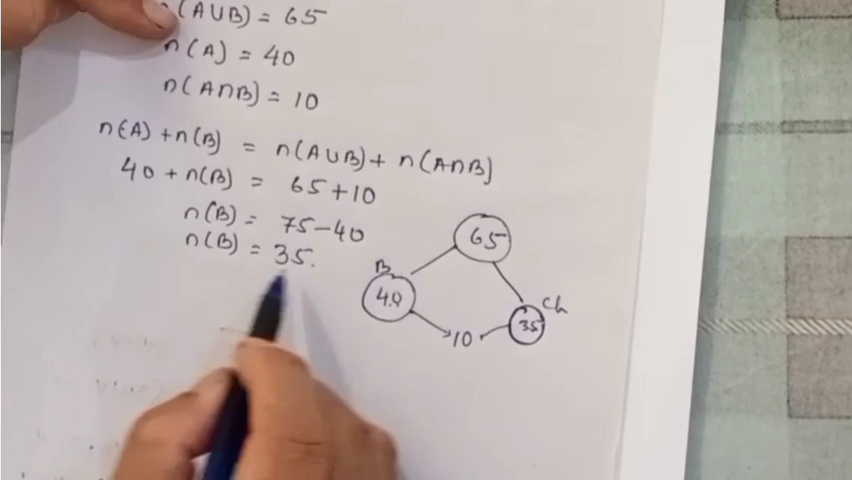 n(A∪B) = 65
n(A) = 40
n(A∩B) = 10
n(A) + n(B) = n(A∪B) + n(A∩B)
40 + n(B) = 65 + 10
n(B) = 75 - 40
n(B) = 35.
65
B
40
Ch
35
10